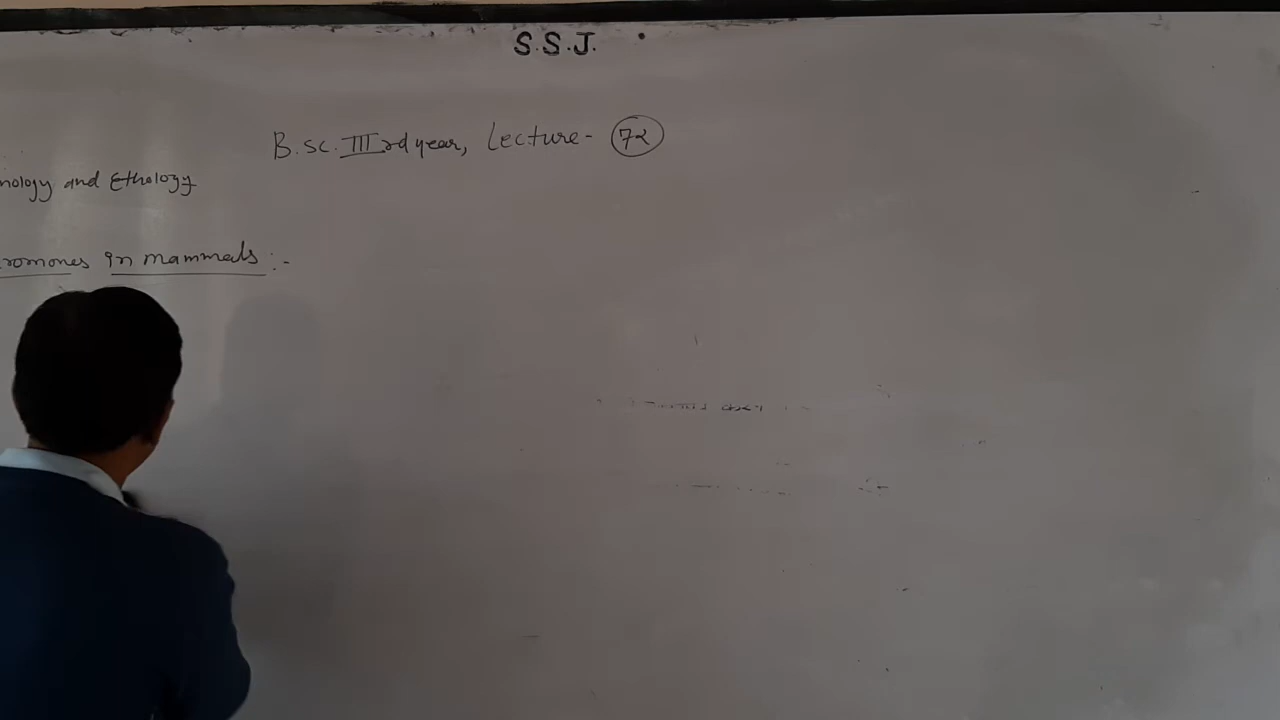 S.S.J.
B.sc. IIIrd year, Lecture- 72
nology and Ethology
romones in mammals :-